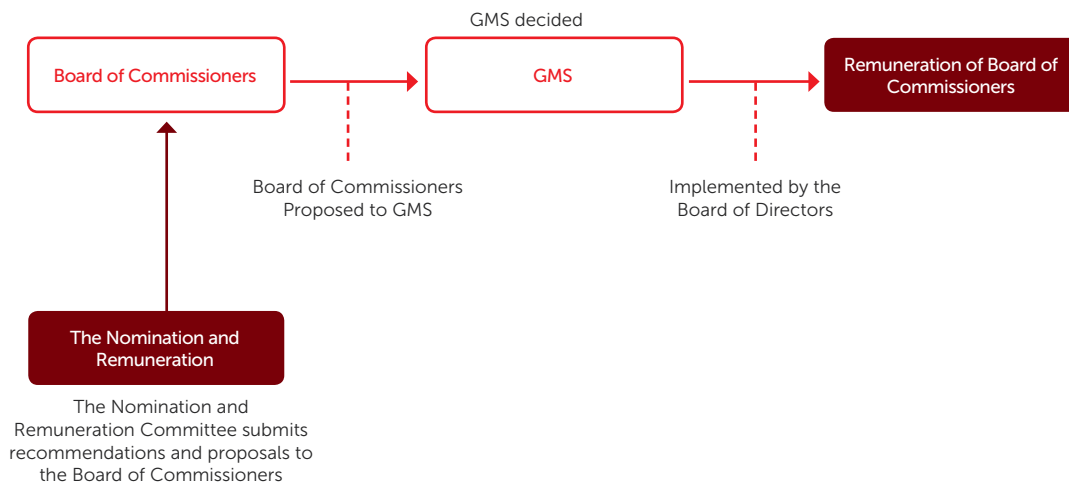 GMS decided
Board of Commissioners
GMS
Remuneration of Board of
Commissioners
Board of Commissioners
Proposed to GMS
Implemented by the
Board of Directors
The Nomination and
Remuneration
The Nomination and
Remuneration Committee submits
recommendations and proposals to
the Board of Commissioners